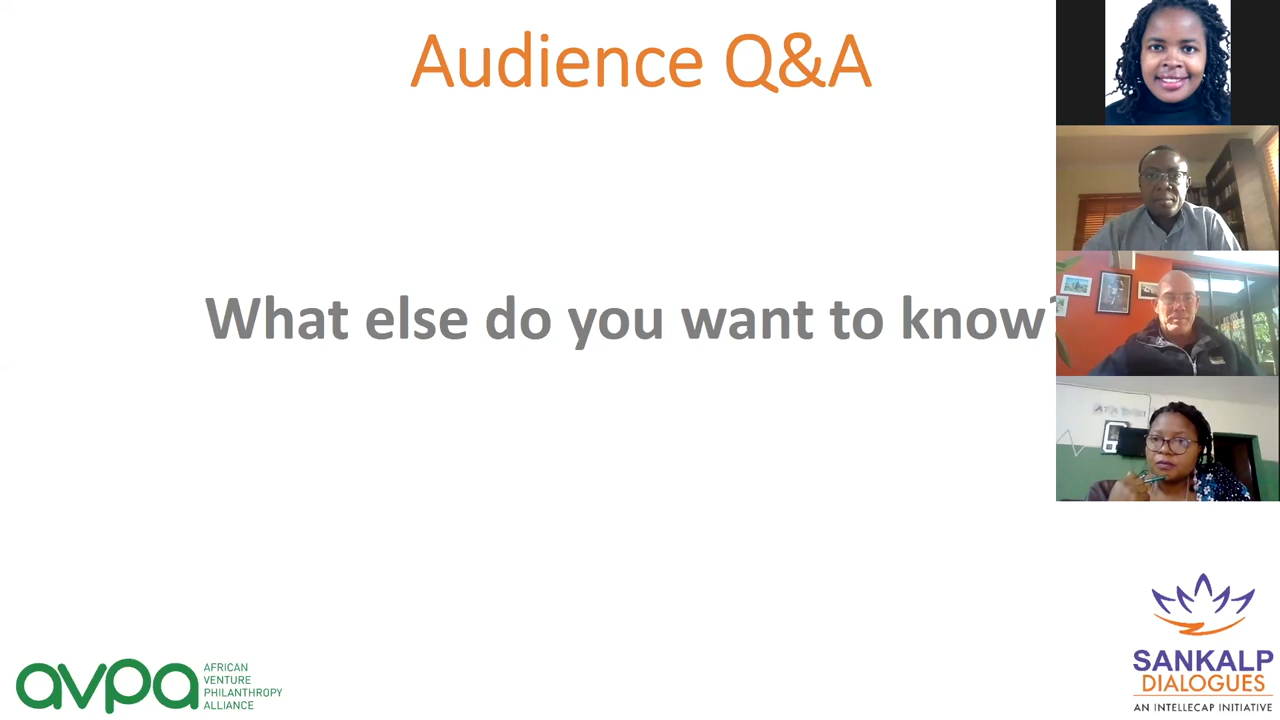 Audience Q&A
What else do you want to know?
avpa
AFRICAN
VENTURE
PHILANTHROPY
ALLIANCE
SANKALP
DIALOGUES
AN INTELLECAP INITIATIVE